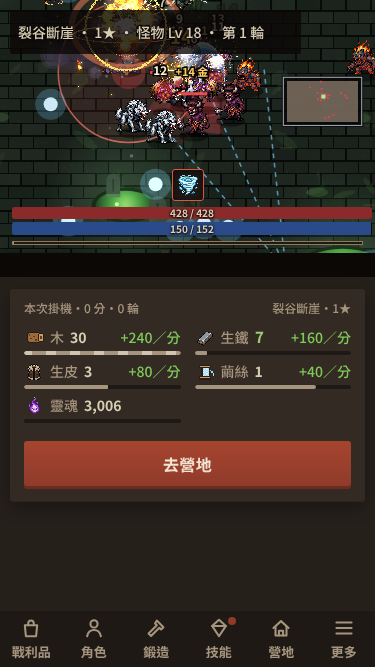 裂谷斷崖 · 1★ · 怪物 Lv 18 · 第 1 輪
9 13
12 +14 金
428 / 428
150 / 152
本次掛機·0 分·0 輪 裂谷斷崖·1★
木 30 +240／分 生鐵 7 +160／分
生皮 3 +80／分 繭絲 1 +40／分
靈魂 3,006
去營地
戰利品 角色 鍛造 技能 營地 更多